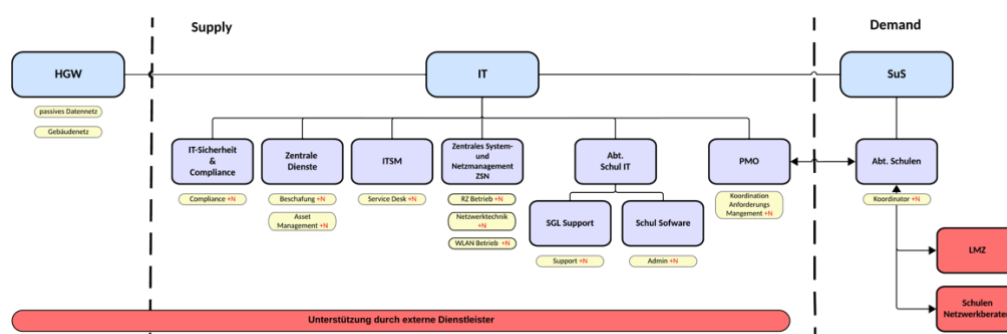 Supply
Demand
HGW
IT
SuS
passives Datennetz
Gebäudenetz
IT-Sicherheit
&
Compliance
Compliance +N
Zentrale
Dienste
Beschafung +N
Asset
Management +N
ITSM
Service Desk +N
Zentrales System-
und
Netzmanagement
ZSN
RZ Betrieb +N
Netzwerktechnik
+N
WLAN Betrieb +N
Abt.
Schul IT
SGL Support
Support +N
Schul Sofware
Admin +N
PMO
Koordination
Anforderungs
Mangement +N
Abt. Schulen
Koordinator +N
LMZ
Schulen
Netzwerkberater
Unterstützung durch externe Dienstleister